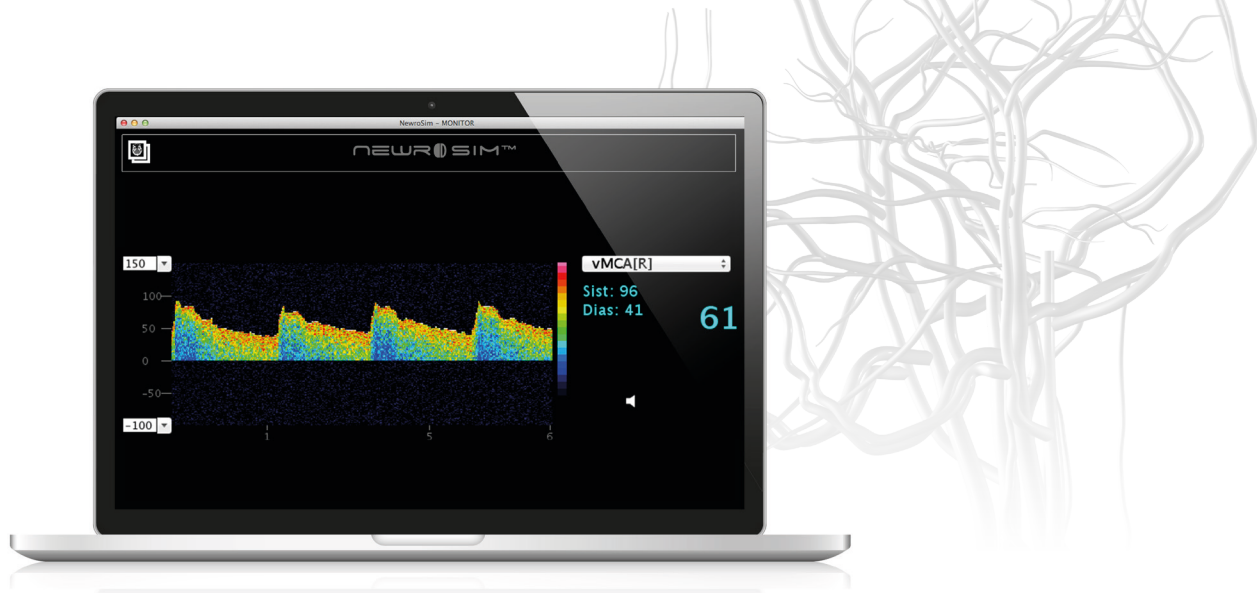 NewroSim - MONITOR
NEWROSIM™
150
100
50
0
-50
-100
1
5
6
vMCA[R]
Sist: 96
Dias: 41
61